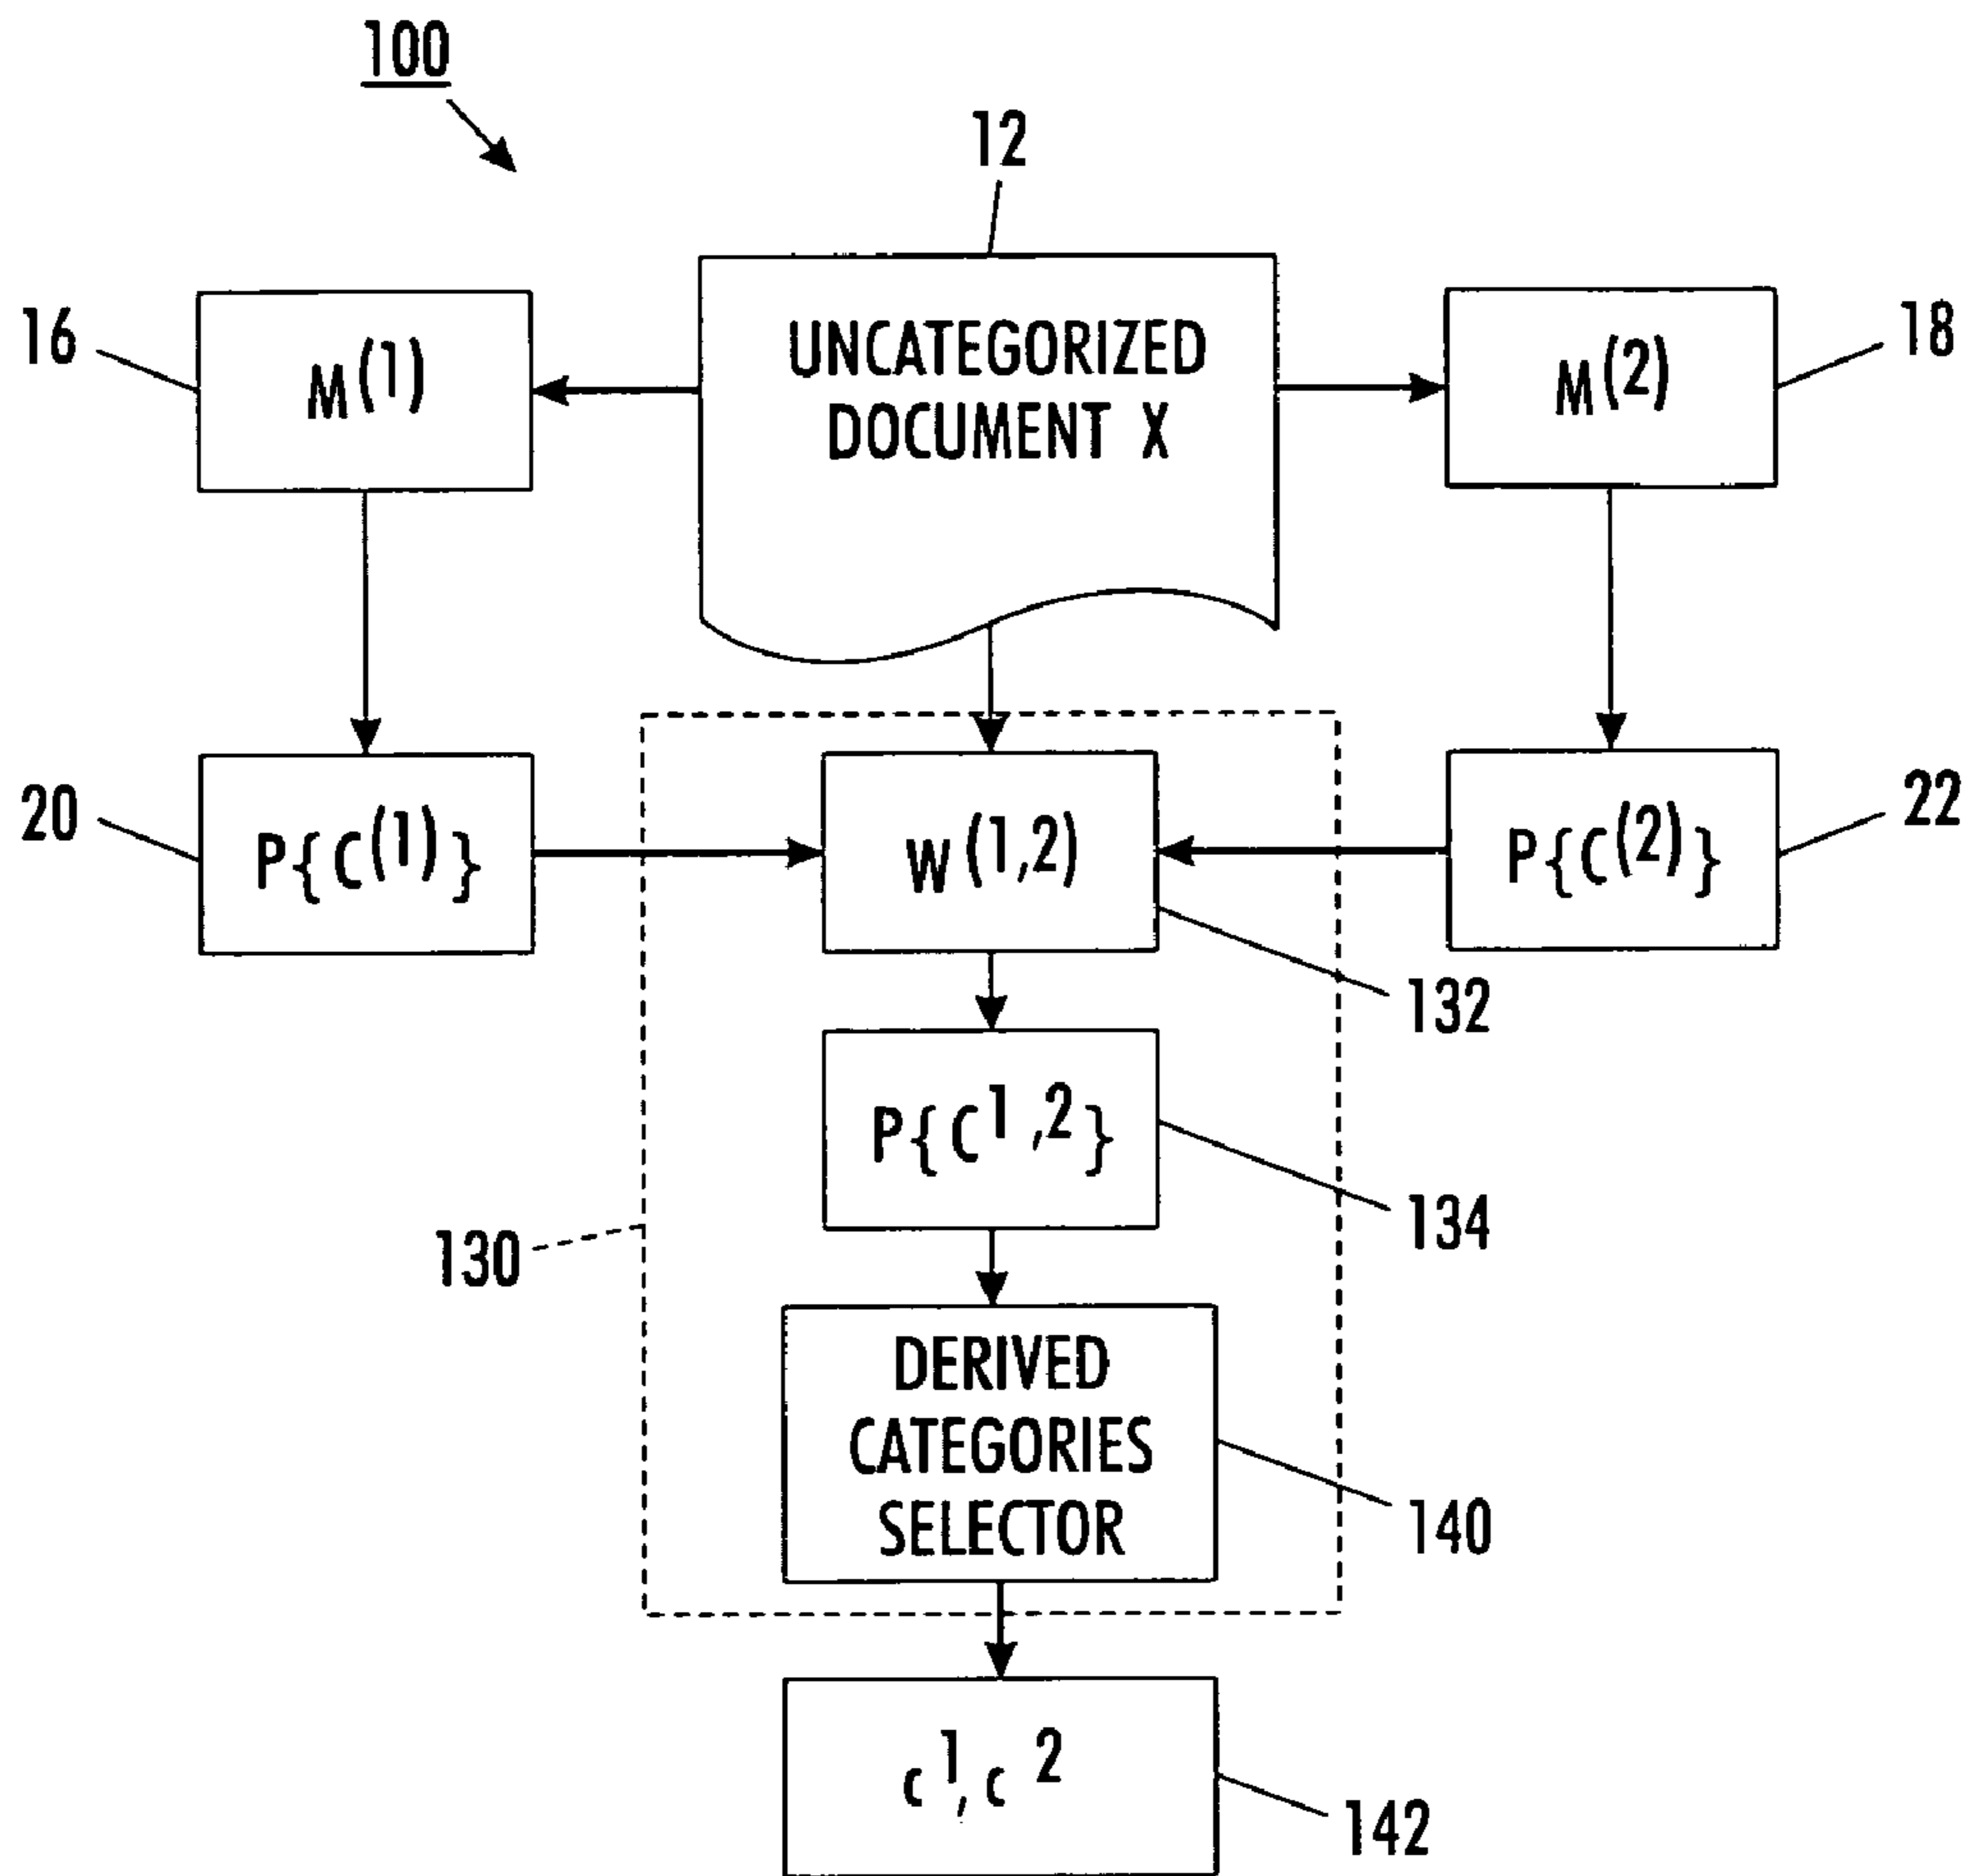 100
12
16
M(1)
UNCATEGORIZED
DOCUMENT X
M(2)
18
20
P{C(1)}
W(1,2)
P{C(2)}
22
132
P{C1,2}
134
130
DERIVED
CATEGORIES
SELECTOR
140
c1,c2
142